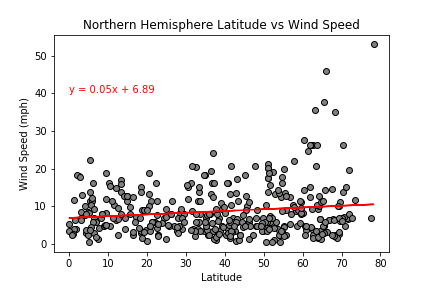 Northern Hemisphere Latitude vs Wind Speed
50
y = 0.05x + 6.89
40
30
20
10
0
Wind Speed (mph)
0 10 20 30 40 50 60 70 80
Latitude